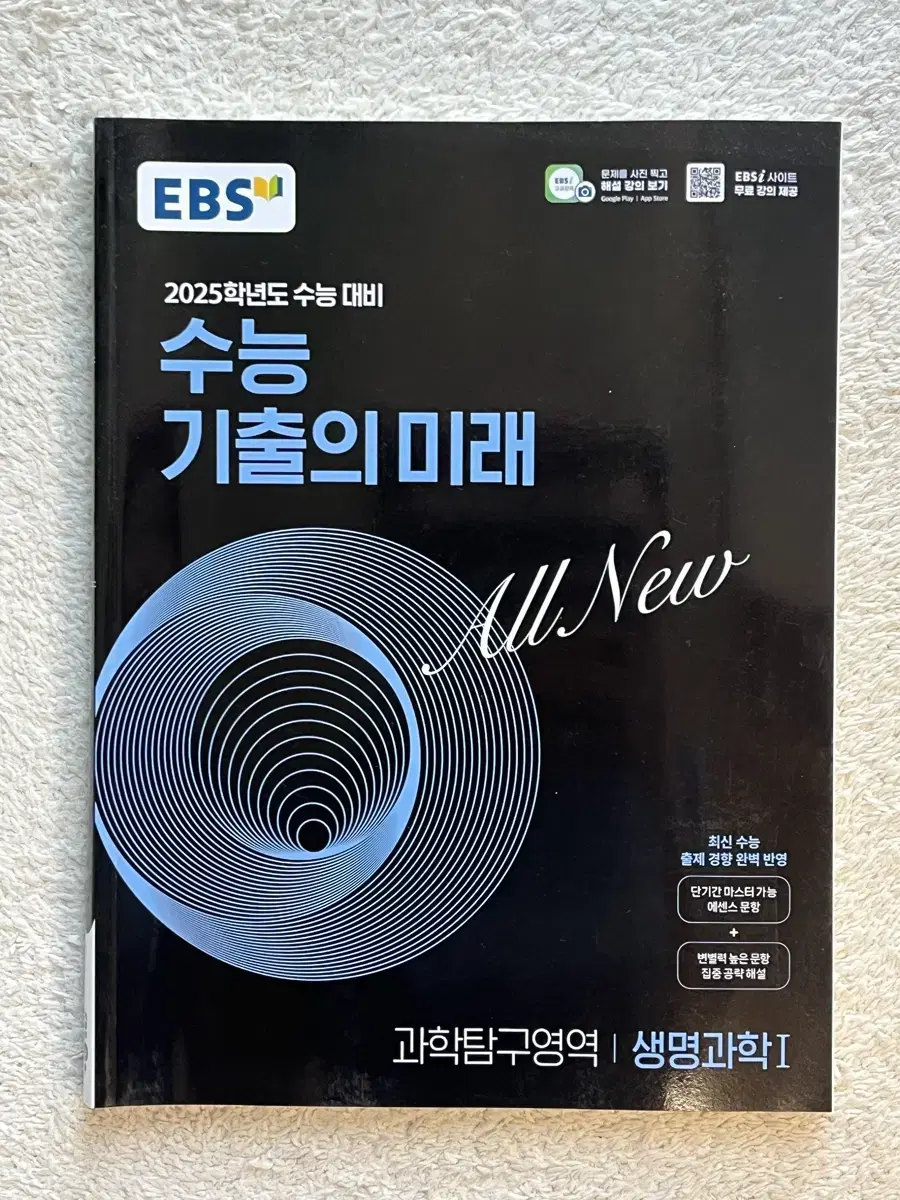 EBS
문제를 사진 찍고
해설 강의 보기
Google Play | App Store
EBSi 사이트
무료 강의 제공
2025학년도 수능 대비
수능
기출의 미래
All New
최신 수능
출제 경향 완벽 반영
단기간 마스터 가능
에센스 문항
+
변별력 높은 문항
집중 공략 해설
과학탐구영역 | 생명과학 I